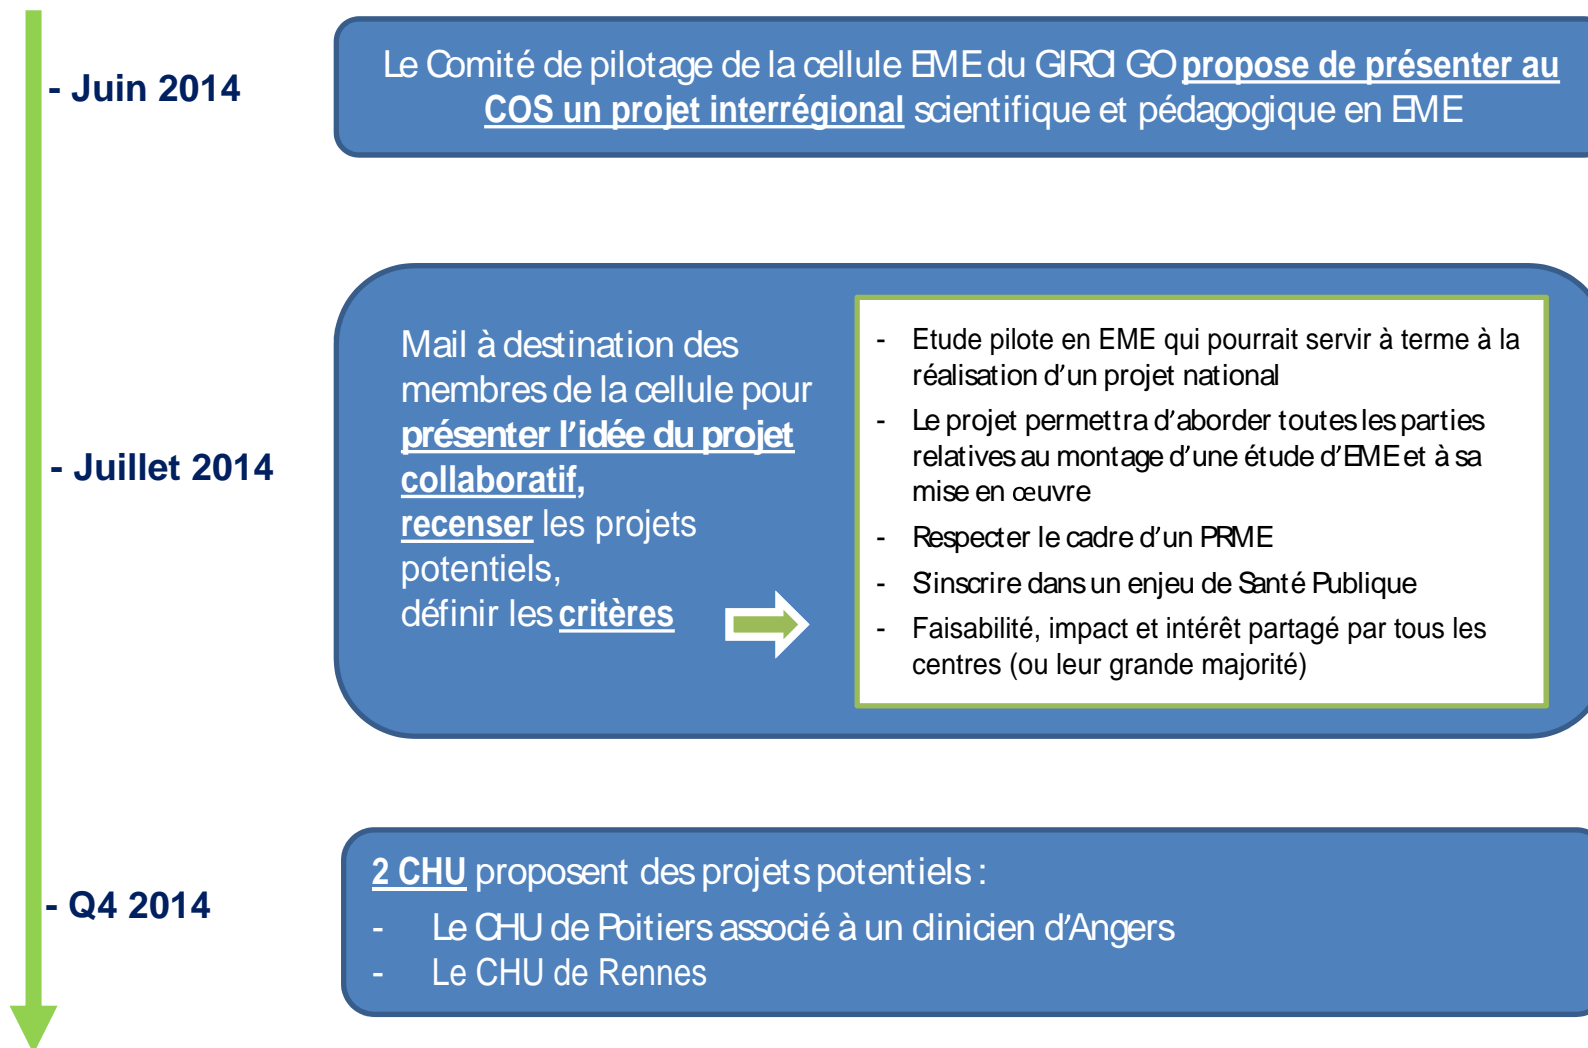 - Juin 2014
Le Comité de pilotage de la cellule EME du GIRCI GO propose de présenter au
COS un projet interrégional scientifique et pédagogique en EME
- Juillet 2014
Mail à destination des
membres de la cellule pour
présenter l’idée du projet
collaboratif,
recenser les projets
potentiels,
définir les critères
- Etude pilote en EME qui pourrait servir à terme à la
réalisation d’un projet national
- Le projet permettra d’aborder toutes les parties
relatives au montage d’une étude d’EME et à sa
mise en œuvre
- Respecter le cadre d’un PRME
- S’inscrire dans un enjeu de Santé Publique
- Faisabilité, impact et intérêt partagé par tous les
centres (ou leur grande majorité)
- Q4 2014
2 CHU proposent des projets potentiels :
- Le CHU de Poitiers associé à un clinicien d’Angers
- Le CHU de Rennes